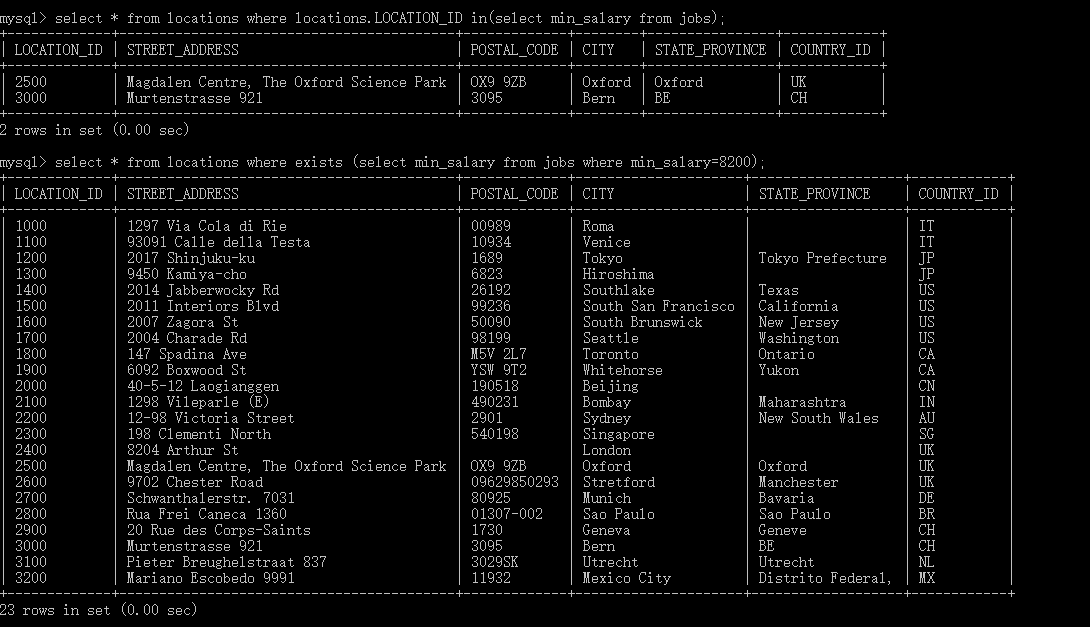 mysql> select * from locations where locations.LOCATION_ID in(select min_salary from jobs);
LOCATION_ID | STREET_ADDRESS | POSTAL_CODE | CITY | STATE_PROVINCE | COUNTRY_ID
2500 | Magdalen Centre, The Oxford Science Park | OX9 9ZB | Oxford | Oxford | UK
3000 | Murtenstrasse 921 | 3095 | Bern | BE | CH
2 rows in set (0.00 sec)
mysql> select * from locations where exists (select min_salary from jobs where min_salary=8200);
LOCATION_ID | STREET_ADDRESS | POSTAL_CODE | CITY | STATE_PROVINCE | COUNTRY_ID
1000 | 1297 Via Cola di Rie | 00989 | Roma | | IT
1100 | 93091 Calle della Testa | 10934 | Venice | | IT
1200 | 2017 Shinjuku-ku | 1689 | Tokyo | Tokyo Prefecture | JP
1300 | 9450 Kamiya-cho | 6823 | Hiroshima | | JP
1400 | 2014 Jabberwocky Rd | 26192 | Southlake | Texas | US
1500 | 2011 Interiors Blvd | 99236 | South San Francisco | California | US
1600 | 2007 Zagora St | 50090 | South Brunswick | New Jersey | US
1700 | 2004 Charade Rd | 98199 | Seattle | Washington | US
1800 | 147 Spadina Ave | M5V 2L7 | Toronto | Ontario | CA
1900 | 6092 Boxwood St | YSW 9T2 | Whitehorse | Yukon | CA
2000 | 40-5-12 Laogianggen | 190518 | Beijing | | CN
2100 | 1298 Vileparle (E) | 490231 | Bombay | Maharashtra | IN
2200 | 12-98 Victoria Street | 2901 | Sydney | New South Wales | AU
2300 | 198 Clementi North | 540198 | Singapore | | SG
2400 | 8204 Arthur St | | London | | UK
2500 | Magdalen Centre, The Oxford Science Park | OX9 9ZB | Oxford | Oxford | UK
2600 | 9702 Chester Road | 09629850293 | Stretford | Manchester | UK
2700 | Schwanthalerstr. 7031 | 80925 | Munich | Bavaria | DE
2800 | Rua Frei Caneca 1360 | 01307-002 | Sao Paulo | Sao Paulo | BR
2900 | 20 Rue des Corps-Saints | 1730 | Geneva | Geneve | CH
3000 | Murtenstrasse 921 | 3095 | Bern | BE | CH
3100 | Pieter Breughelstraat 837 | 3029SK | Utrecht | Utrecht | NL
3200 | Mariano Escobedo 9991 | 11932 | Mexico City | Distrito Federal, | MX
23 rows in set (0.00 sec)